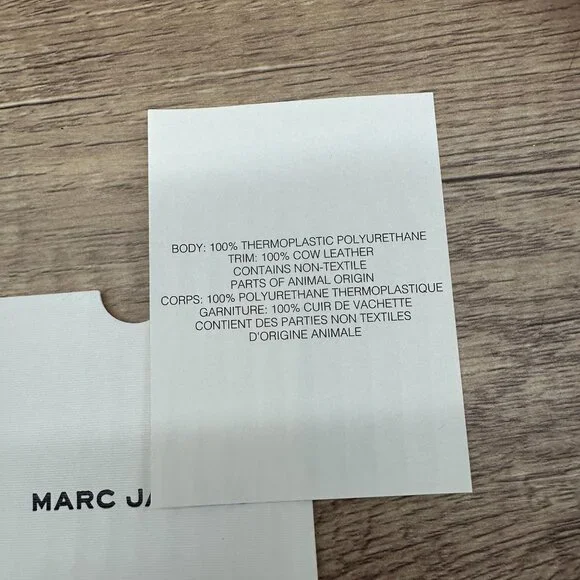 BODY: 100% THERMOPLASTIC POLYURETHANE
TRIM: 100% COW LEATHER
CONTAINS NON-TEXTILE
PARTS OF ANIMAL ORIGIN
CORPS: 100% POLYURETHANE THERMOPLASTIQUE
GARNITURE: 100% CUIR DE VACHETTE
CONTIENT DES PARTIES NON TEXTILES
D'ORIGINE ANIMALE
MARC JA